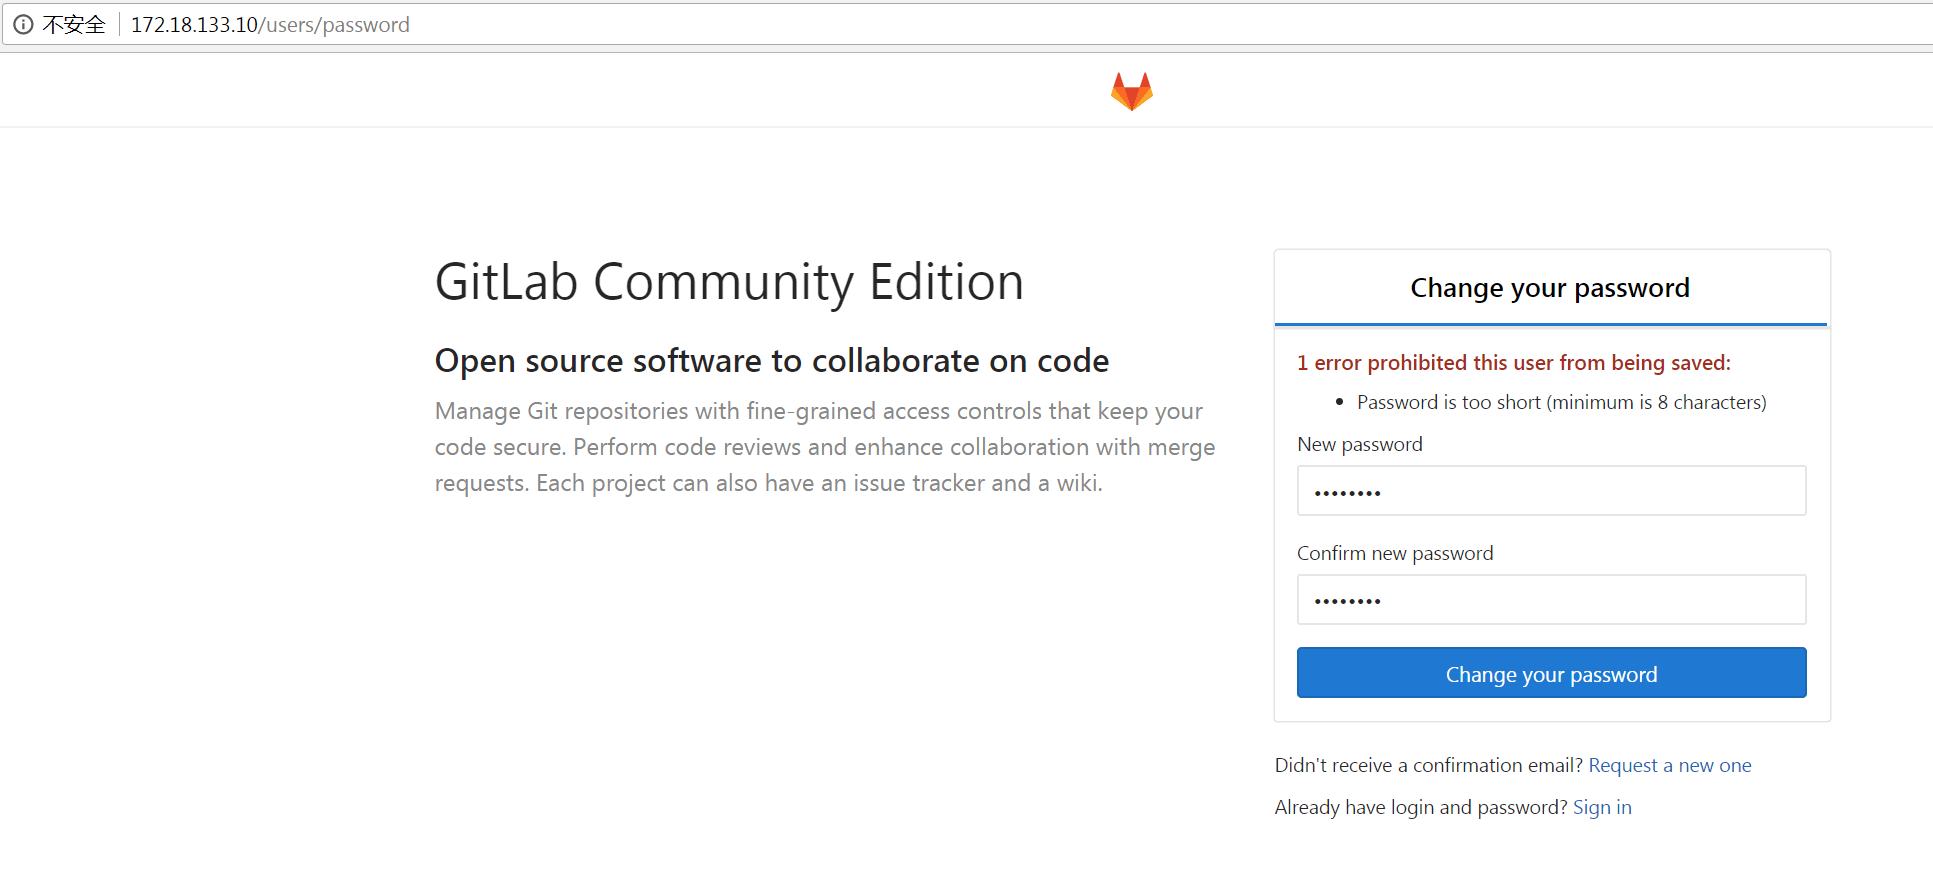 不安全 172.18.133.10/users/password
GitLab Community Edition
Open source software to collaborate on code
Manage Git repositories with fine-grained access controls that keep your
code secure. Perform code reviews and enhance collaboration with merge
requests. Each project can also have an issue tracker and a wiki.
Change your password
1 error prohibited this user from being saved:
• Password is too short (minimum is 8 characters)
New password
••••••••
Confirm new password
••••••••
Change your password
Didn't receive a confirmation email? Request a new one
Already have login and password? Sign in